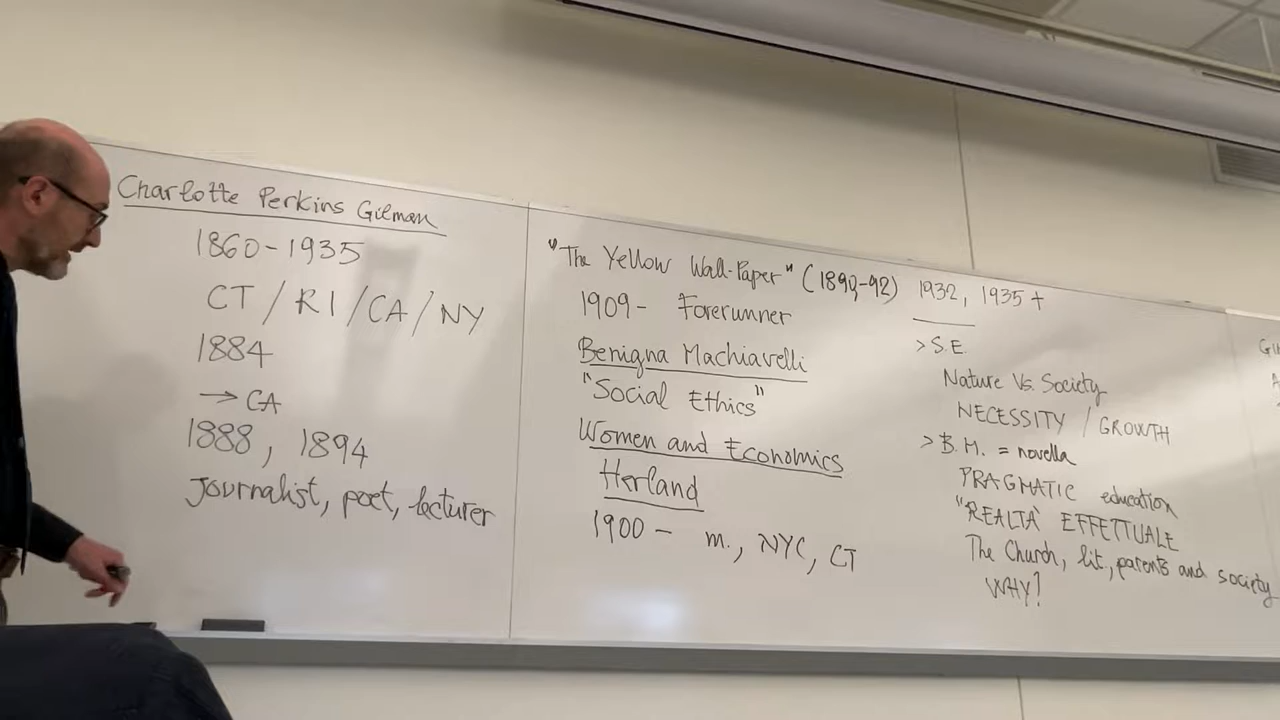 Charlotte Perkins Gilman
1860-1935
CT / RI / CA / NY
1884
→ CA
1888, 1894
Journalist, poet, lecturer
"The Yellow Wall-Paper" (1890-92)
1909- Forerunner
Benigna Machiavelli
"Social Ethics"
Women and Economics
Herland
1900 - m., NYC, CT
1932, 1935 +
> S.E.
Nature Vs. Society
NECESSITY / GROWTH
> B.M. = novella
PRAGMATIC education
"REALTA' EFFETTUALE
The Church, lit., parents and society
WHY?